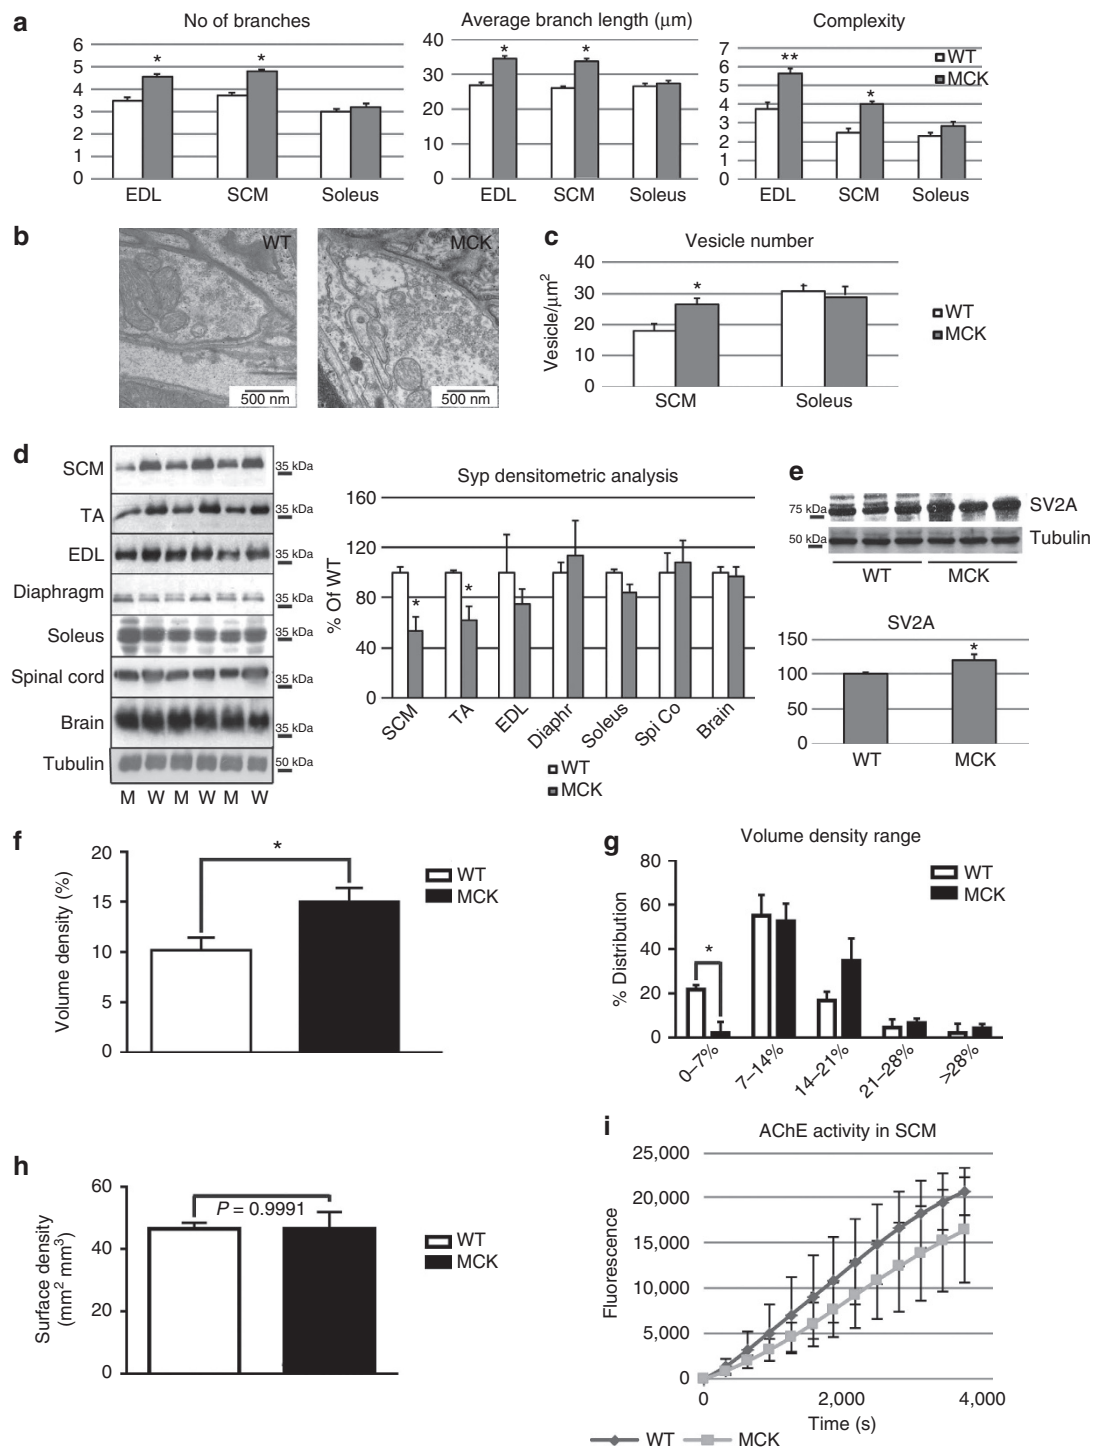 a
No of branches
6
5
4
3
2
1
0
*
*
EDL
SCM
Soleus
Average branch length (μm)
40
30
20
10
0
*
*
EDL
SCM
Soleus
Complexity
7
6
5
4
3
2
1
0
**
*
WT
MCK
EDL
SCM
Soleus
b
WT
500 nm
MCK
500 nm
c
Vesicle number
Vesicle/μm²
40
30
20
10
0
*
SCM
Soleus
WT
MCK
d
SCM
35 kDa
TA
35 kDa
EDL
35 kDa
Diaphragm
35 kDa
Soleus
35 kDa
Spinal cord
35 kDa
Brain
35 kDa
Tubulin
50 kDa
M W M W M W
Syp densitometric analysis
% Of WT
160
120
80
40
0
*
*
SCM
TA
EDL
Diaphr
Soleus
Spi Co
Brain
WT
MCK
e
75 kDa
SV2A
50 kDa
Tubulin
WT
MCK
SV2A
150
100
50
0
*
WT
MCK
f
Volume density (%)
20
15
10
5
0
*
WT
MCK
g
Volume density range
% Distribution
80
60
40
20
0
*
WT
MCK
0–7%
7–14%
14–21%
21–28%
>28%
h
Surface density
(mm² mm³)
60
40
20
0
P = 0.9991
WT
MCK
i
AChE activity in SCM
Fluorescence
25,000
20,000
15,000
10,000
5,000
0
0
2,000
4,000
Time (s)
WT
MCK